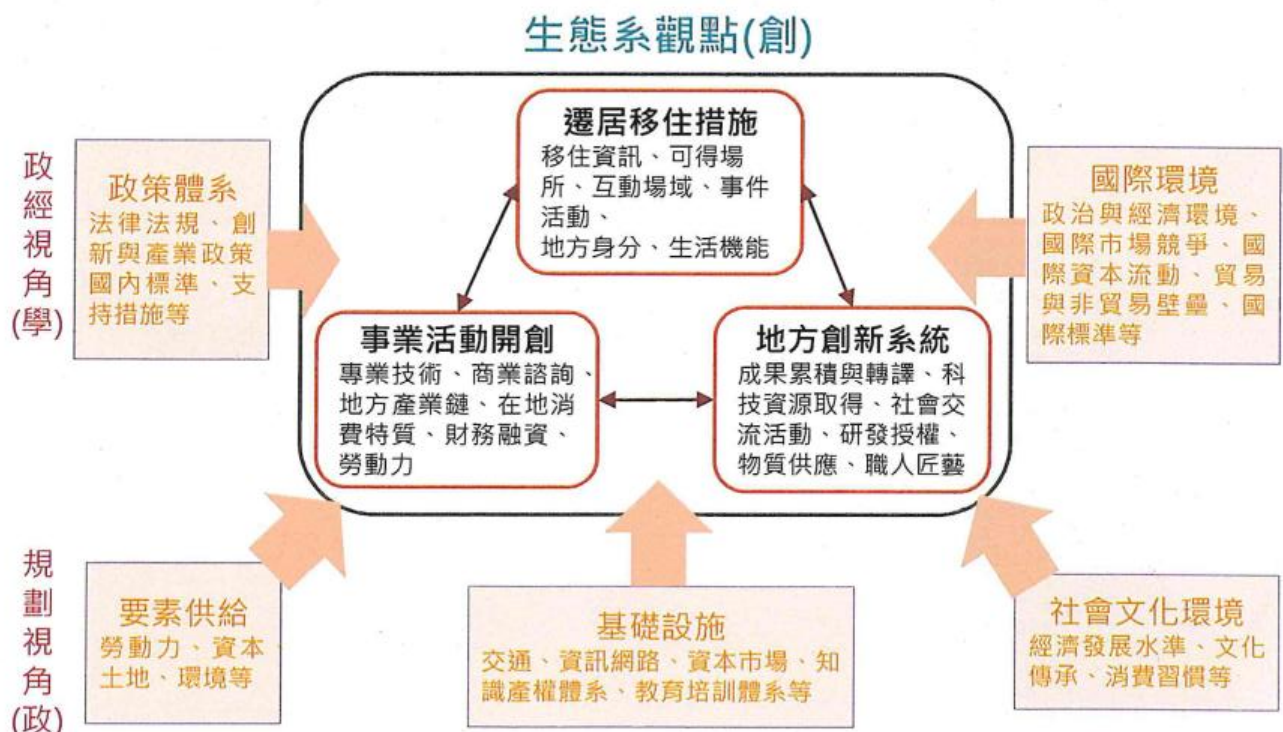 生態系觀點(創)
遷居移住措施
移住資訊、可得場
所、互動場域、事件
活動、
地方身分、生活機能
政
經
視
角
(學)
政策體系
法律法規、創
新與產業政策
國內標準、支
持措施等
國際環境
政治與經濟環境、
國際市場競爭、國
際資本流動、貿易
與非貿易壁壘、國
際標準等
事業活動開創
專業技術、商業諮詢、
地方產業鏈、在地消
費特質、財務融資、
勞動力
地方創新系統
成果累積與轉譯、科
技資源取得、社會交
流活動、研發授權、
物質供應、職人匠藝
規
劃
視
角
(政)
要素供給
勞動力、資本
土地、環境等
基礎設施
交通、資訊網路、資本市場、知
識產權體系、教育培訓體系等
社會文化環境
經濟發展水準、文化
傳承、消費習慣等